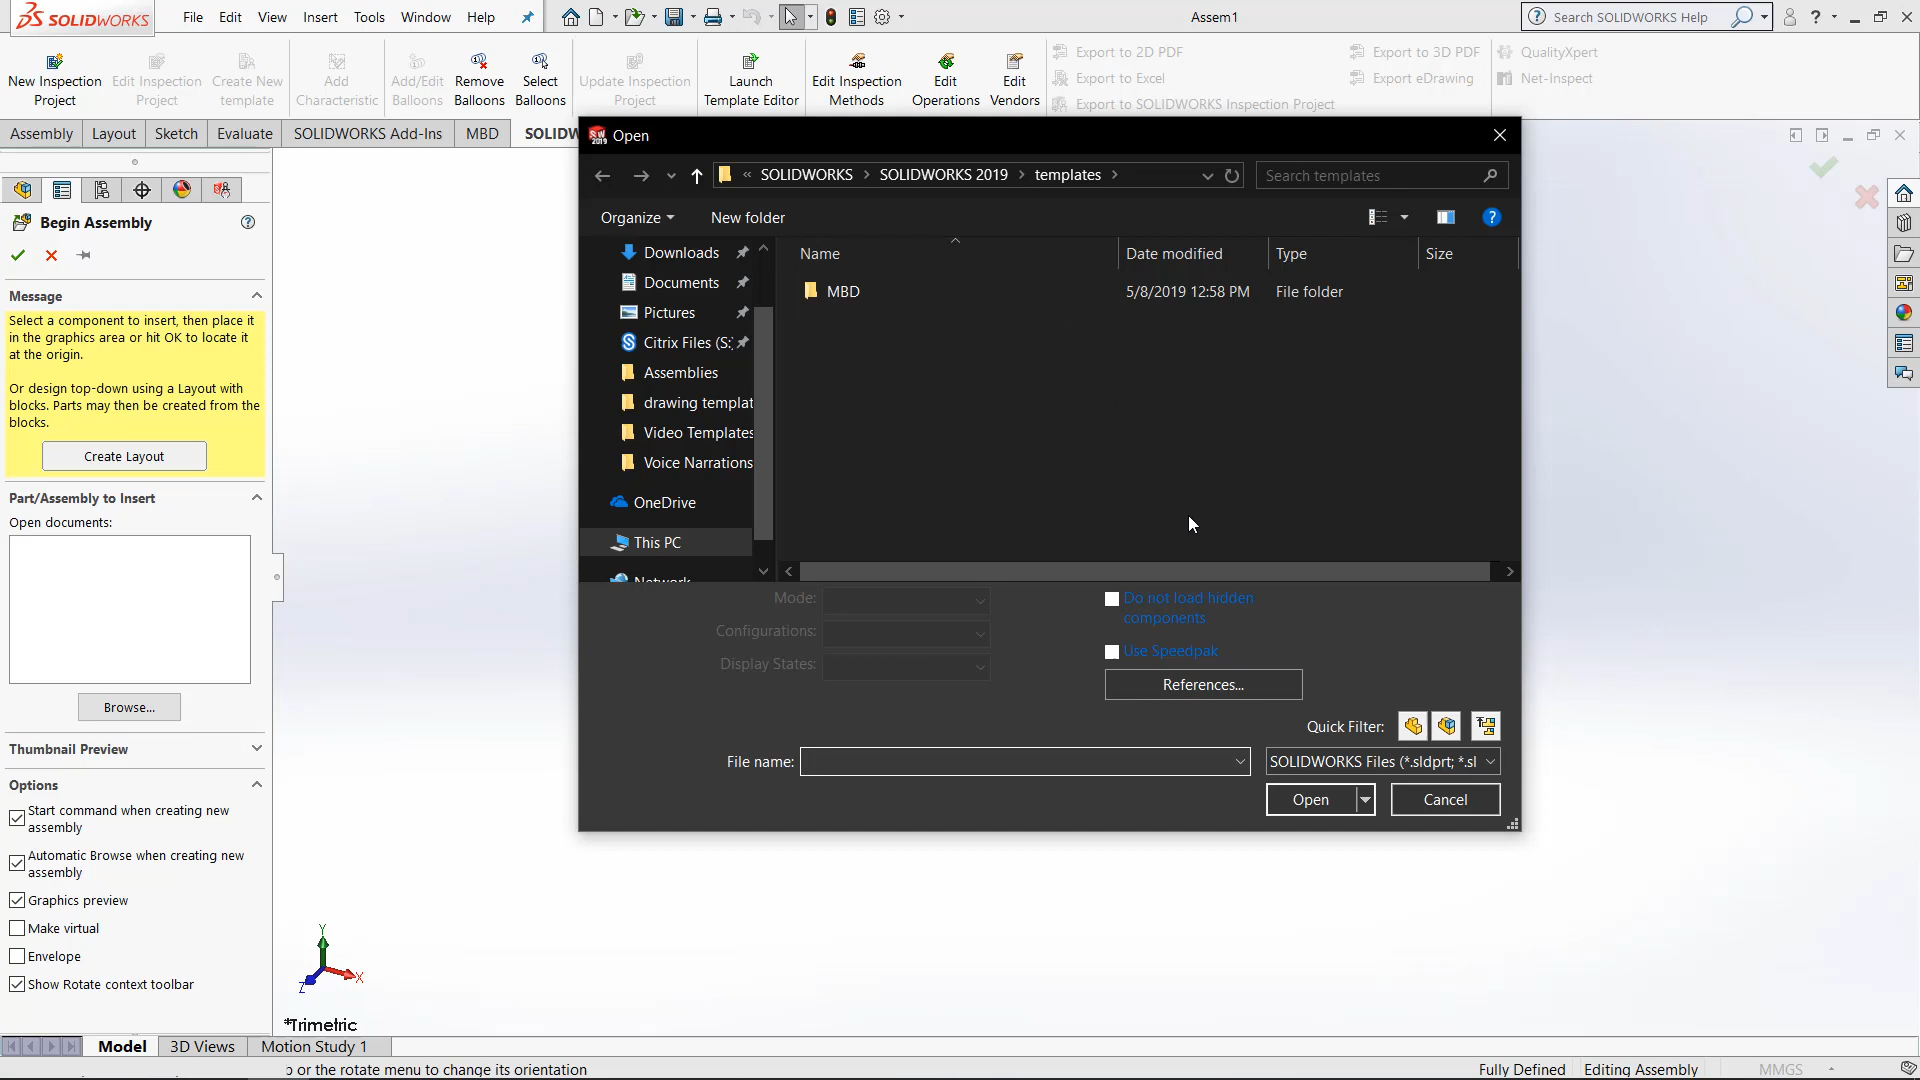 SOLIDWORKS
File Edit View Insert Tools Window Help
Assem1
Search SOLIDWORKS Help
New Inspection
Project
Edit Inspection
Project
Create New
template
Add
Characteristic
Add/Edit
Balloons
Remove
Balloons
Select
Balloons
Update Inspection
Project
Launch
Template Editor
Edit Inspection
Methods
Edit
Operations
Edit
Vendors
Export to 2D PDF
Export to Excel
Export to SOLIDWORKS Inspection Project
Export to 3D PDF
Export eDrawing
QualityXpert
Net-Inspect
Assembly Layout Sketch Evaluate SOLIDWORKS Add-Ins MBD SOLIDW
Begin Assembly
Message
Select a component to insert, then place it
in the graphics area or hit OK to locate it
at the origin.
Or design top-down using a Layout with
blocks. Parts may then be created from the
blocks.
Create Layout
Part/Assembly to Insert
Open documents:
Browse...
Thumbnail Preview
Options
Start command when creating new
assembly
Automatic Browse when creating new
assembly
Graphics preview
Make virtual
Envelope
Show Rotate context toolbar
Open
« SOLIDWORKS > SOLIDWORKS 2019 > templates >
Search templates
Organize New folder
Downloads
Documents
Pictures
Citrix Files (S:
Assemblies
drawing templat
Video Templates
Voice Narrations
OneDrive
This PC
Network
Name Date modified Type Size
MBD 5/8/2019 12:58 PM File folder
Mode:
Configurations:
Display States:
Do not load hidden
components
Use Speedpak
References...
Quick Filter:
File name:
SOLIDWORKS Files (*.sldprt; *.sl
Open Cancel
Y
X
Z
*Trimetric
Model 3D Views Motion Study 1
or the rotate menu to change its orientation
Fully Defined Editing Assembly MMGS